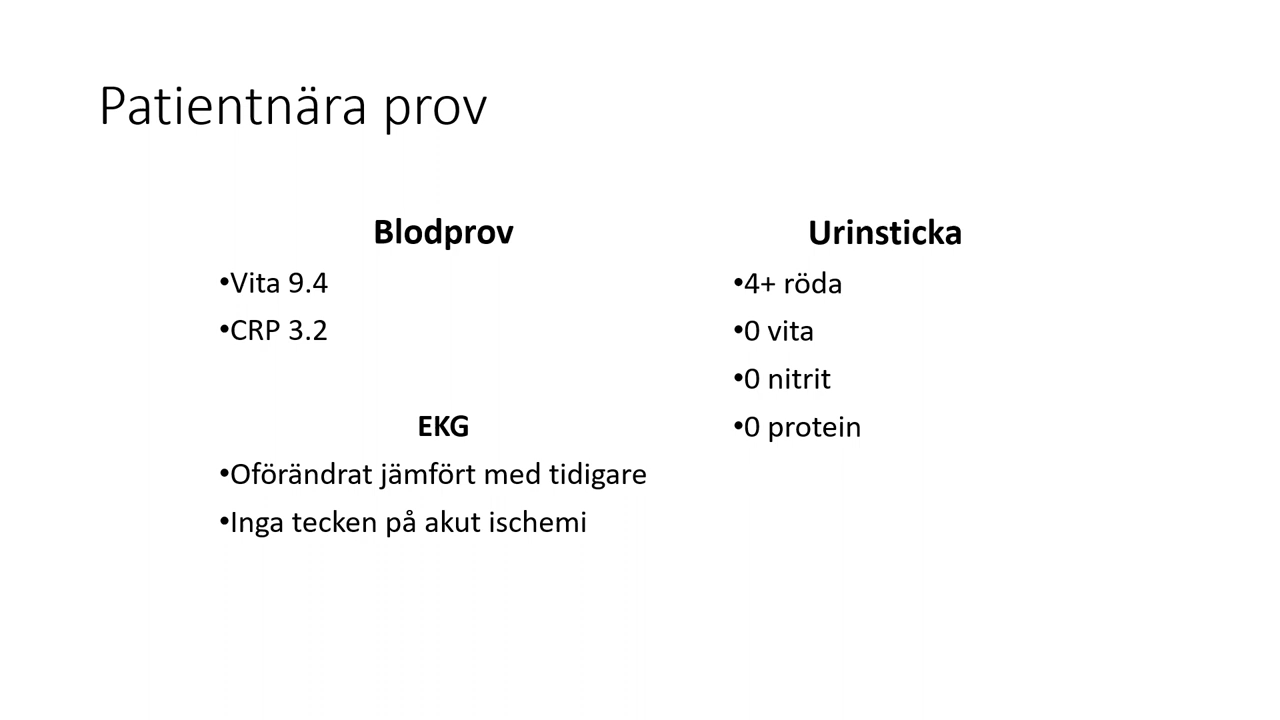 Patientnära prov
Blodprov
•Vita 9.4
•CRP 3.2
EKG
•Oförändrat jämfört med tidigare
•Inga tecken på akut ischemi
Urinsticka
•4+ röda
•0 vita
•0 nitrit
•0 protein